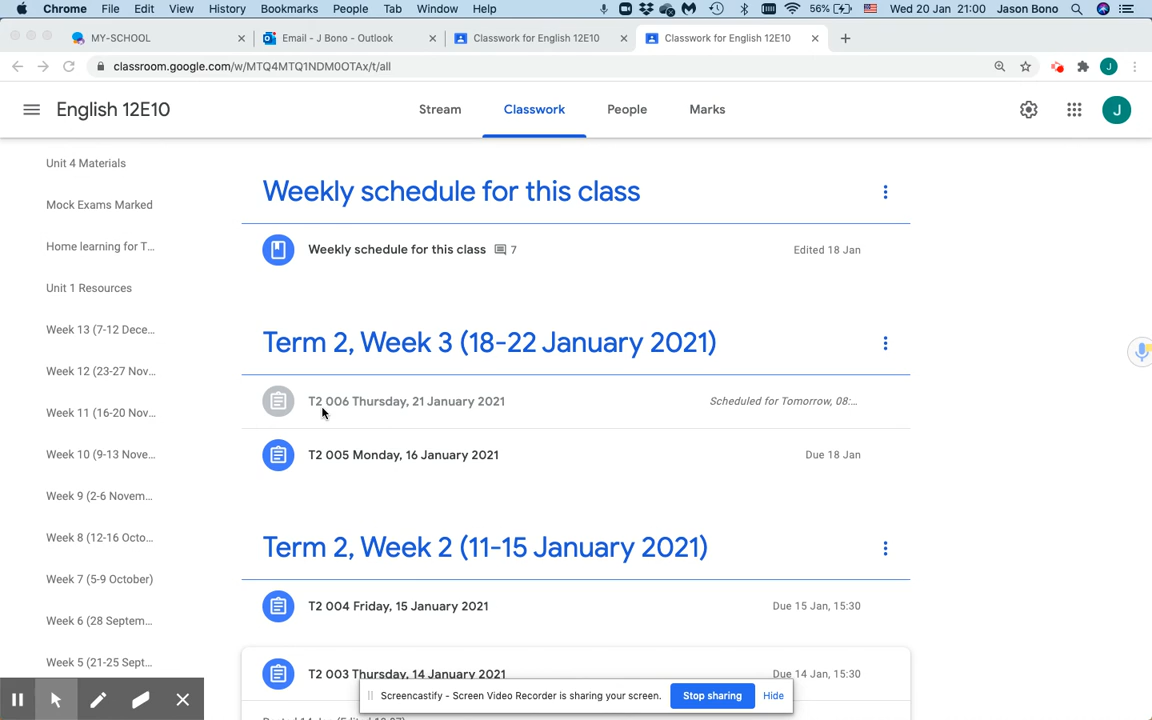 Chrome File Edit View History Bookmarks People Tab Window Help 56% Wed 20 Jan 21:00 Jason Bono
MY-SCHOOL Email - J Bono - Outlook Classwork for English 12E10 Classwork for English 12E10
classroom.google.com/w/MTQ4MTQ1NDM0OTAx/t/all J
English 12E10 Stream Classwork People Marks J
Unit 4 Materials
Mock Exams Marked
Home learning for T...
Unit 1 Resources
Week 13 (7-12 Dece...
Week 12 (23-27 Nov...
Week 11 (16-20 Nov...
Week 10 (9-13 Nove...
Week 9 (2-6 Novem...
Week 8 (12-16 Octo...
Week 7 (5-9 October)
Week 6 (28 Septem...
Week 5 (21-25 Sept...
Weekly schedule for this class
Weekly schedule for this class 7 Edited 18 Jan
Term 2, Week 3 (18-22 January 2021)
T2 006 Thursday, 21 January 2021 Scheduled for Tomorrow, 08:...
T2 005 Monday, 16 January 2021 Due 18 Jan
Term 2, Week 2 (11-15 January 2021)
T2 004 Friday, 15 January 2021 Due 15 Jan, 15:30
T2 003 Thursday, 14 January 2021 Due 14 Jan, 15:30
Screencastify - Screen Video Recorder is sharing your screen. Stop sharing Hide